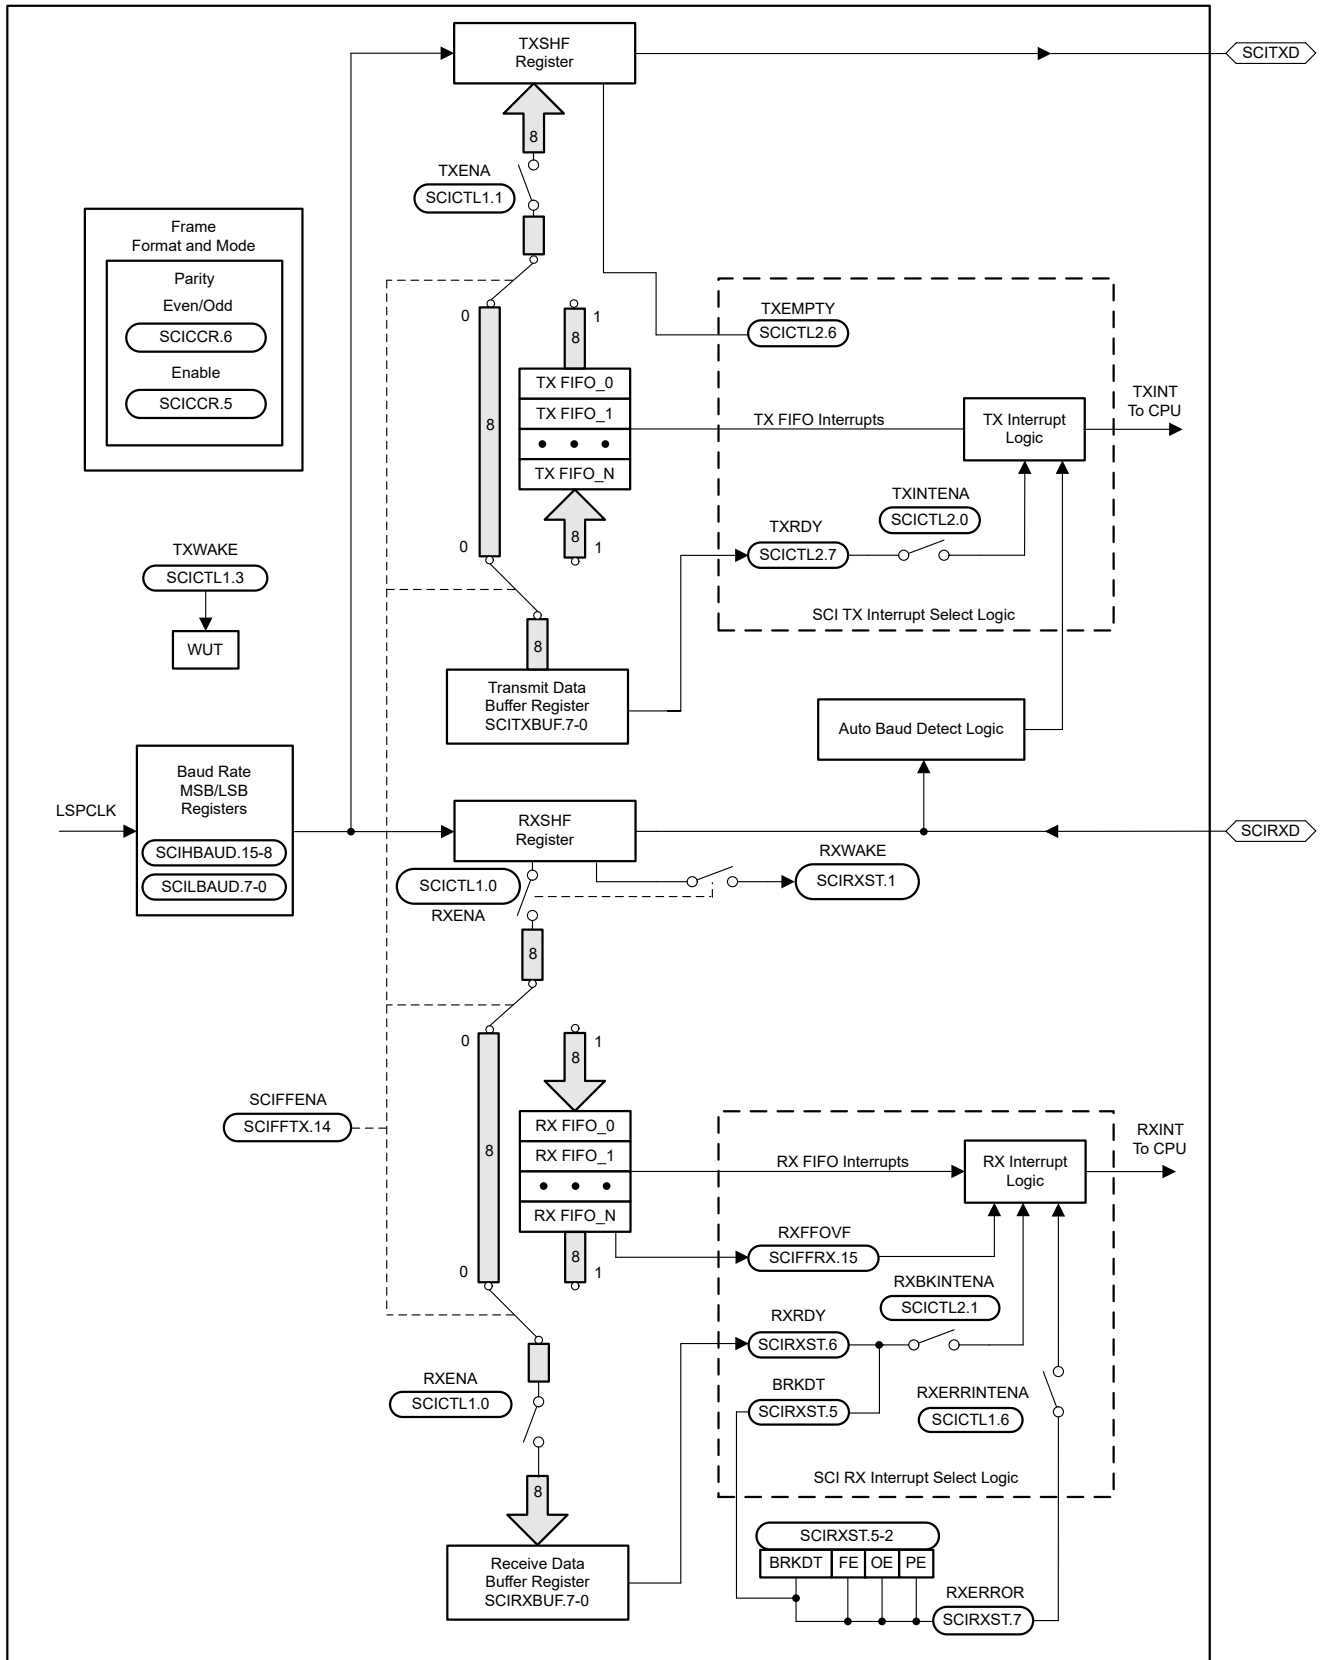 TXSHF
Register
SCITXD
8
TXENA
SCICTL1.1
Frame
Format and Mode
Parity
Even/Odd
SCICCR.6
Enable
SCICCR.5
0
1
8
TX FIFO_0
TX FIFO_1
TX FIFO_N
8
8
0
1
TXEMPTY
SCICTL2.6
TX FIFO Interrupts
TX Interrupt
Logic
TXINT
To CPU
TXINTENA
SCICTL2.0
TXRDY
SCICTL2.7
SCI TX Interrupt Select Logic
TXWAKE
SCICTL1.3
WUT
8
Transmit Data
Buffer Register
SCITXBUF.7-0
Auto Baud Detect Logic
Baud Rate
MSB/LSB
Registers
SCIHBAUD.15-8
SCILBAUD.7-0
LSPCLK
RXSHF
Register
SCIRXD
SCICTL1.0
RXENA
RXWAKE
SCIRXST.1
8
0
1
8
SCIFFENA
SCIFFTX.14
8
RX FIFO_0
RX FIFO_1
RX FIFO_N
8
0
1
RX FIFO Interrupts
RX Interrupt
Logic
RXINT
To CPU
RXFFOVF
SCIFFRX.15
RXBKINTENA
SCICTL2.1
RXRDY
SCIRXST.6
BRKDT
SCIRXST.5
RXERRINTENA
SCICTL1.6
SCI RX Interrupt Select Logic
RXENA
SCICTL1.0
8
Receive Data
Buffer Register
SCIRXBUF.7-0
SCIRXST.5-2
BRKDT FE OE PE
RXERROR
SCIRXST.7